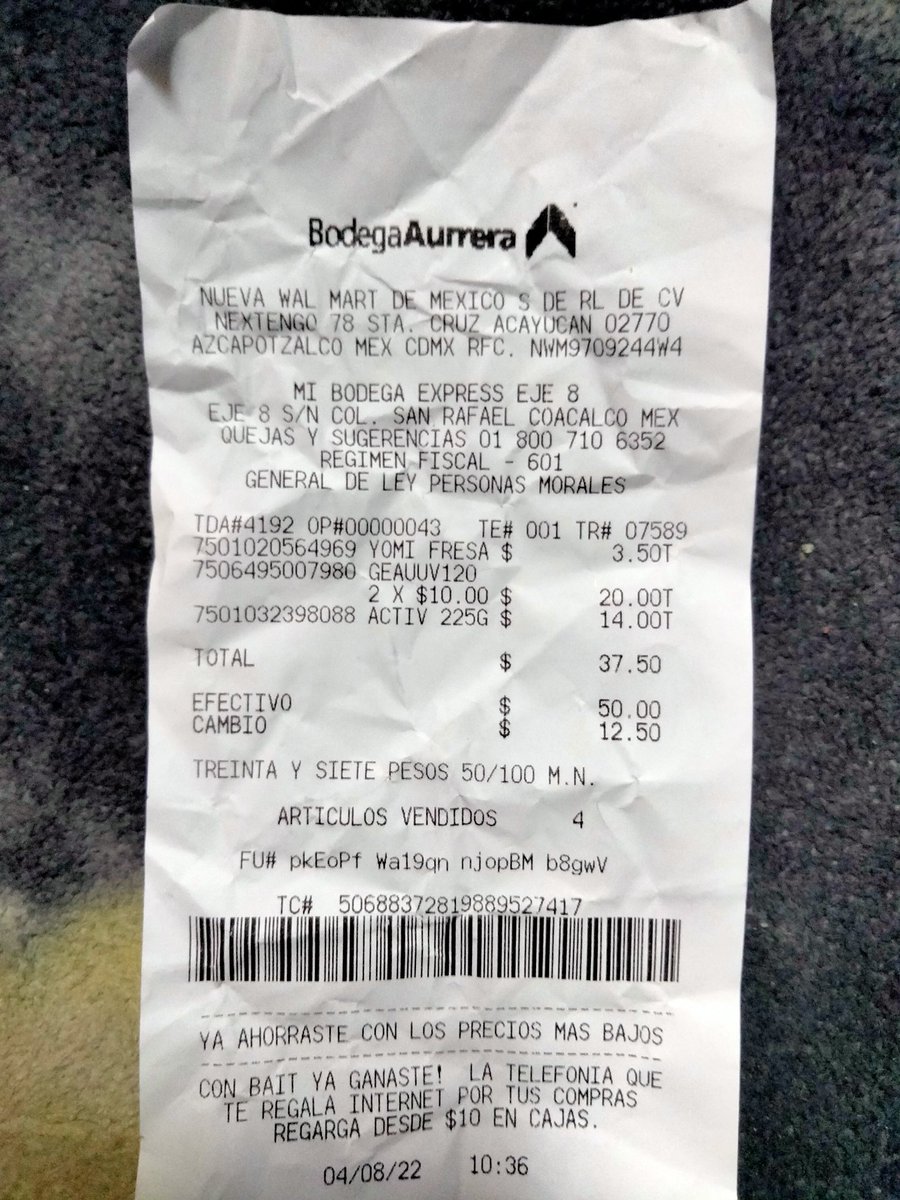 BodegaAurrera
NUEVA WAL MART DE MEXICO S DE RL DE CV
NEXTENGO 78 STA. CRUZ ACAYUCAN 02770
AZCAPOTZALCO MEX CDMX RFC. NWM9709244W4
MI BODEGA EXPRESS EJE 8
EJE 8 S/N COL. SAN RAFAEL COACALCO MEX
QUEJAS Y SUGERENCIAS 01 800 710 6352
REGIMEN FISCAL - 601
GENERAL DE LEY PERSONAS MORALES
TDA#4192 OP#00000043 TE# 001 TR# 07589
7501020564969 YOMI FRESA $ 3.50T
7506495007980 GEAUUV120
2 X $10.00 $ 20.00T
7501032398088 ACTIV 225G $ 14.00T
TOTAL $ 37.50
EFECTIVO $ 50.00
CAMBIO $ 12.50
TREINTA Y SIETE PESOS 50/100 M.N.
ARTICULOS VENDIDOS 4
FU# pkEoPf Wa19qn njopBM b8gwV
TC# 50688372819889527417
YA AHORRASTE CON LOS PRECIOS MAS BAJOS
CON BAIT YA GANASTE! LA TELEFONIA QUE
TE REGALA INTERNET POR TUS COMPRAS
REGARGA DESDE $10 EN CAJAS.
04/08/22 10:36